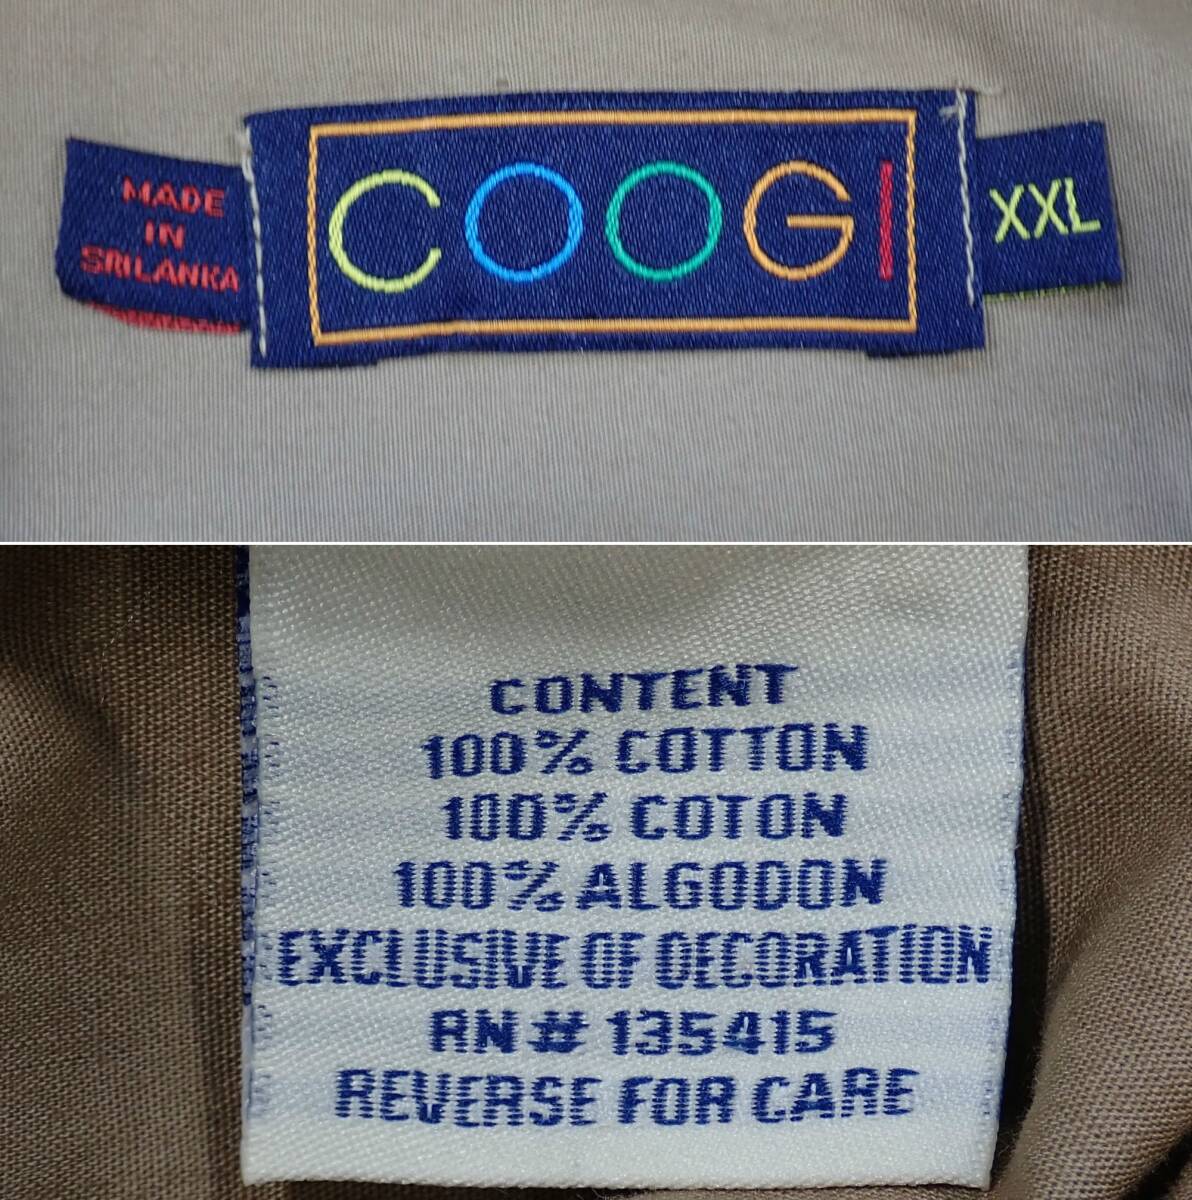 MADE
IN
SRILANKA
COOGI
XXL
CONTENT
100% COTTON
100% COTON
100% ALGODON
EXCLUSIVE OF DECORATION
RN# 135415
REVERSE FOR CARE